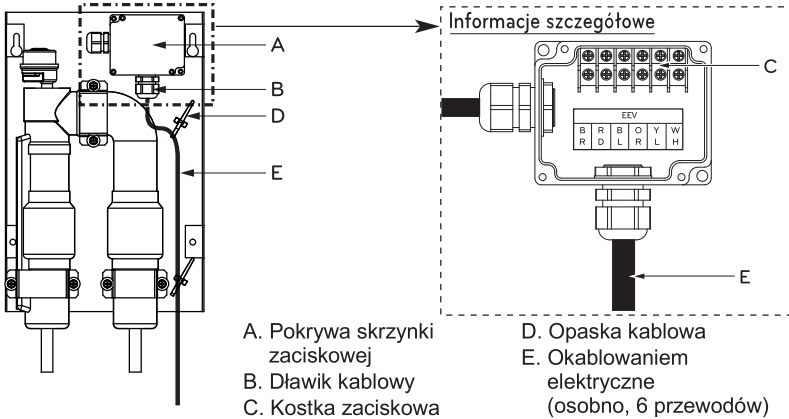 Informacje szczegółowe
A
B
D
E
C
EEV
B R B O Y W
R D L R L H
E
A. Pokrywa skrzynki
zaciskowej
B. Dławik kablowy
C. Kostka zaciskowa
D. Opaska kablowa
E. Okablowaniem
elektryczne
(osobno, 6 przewodów)